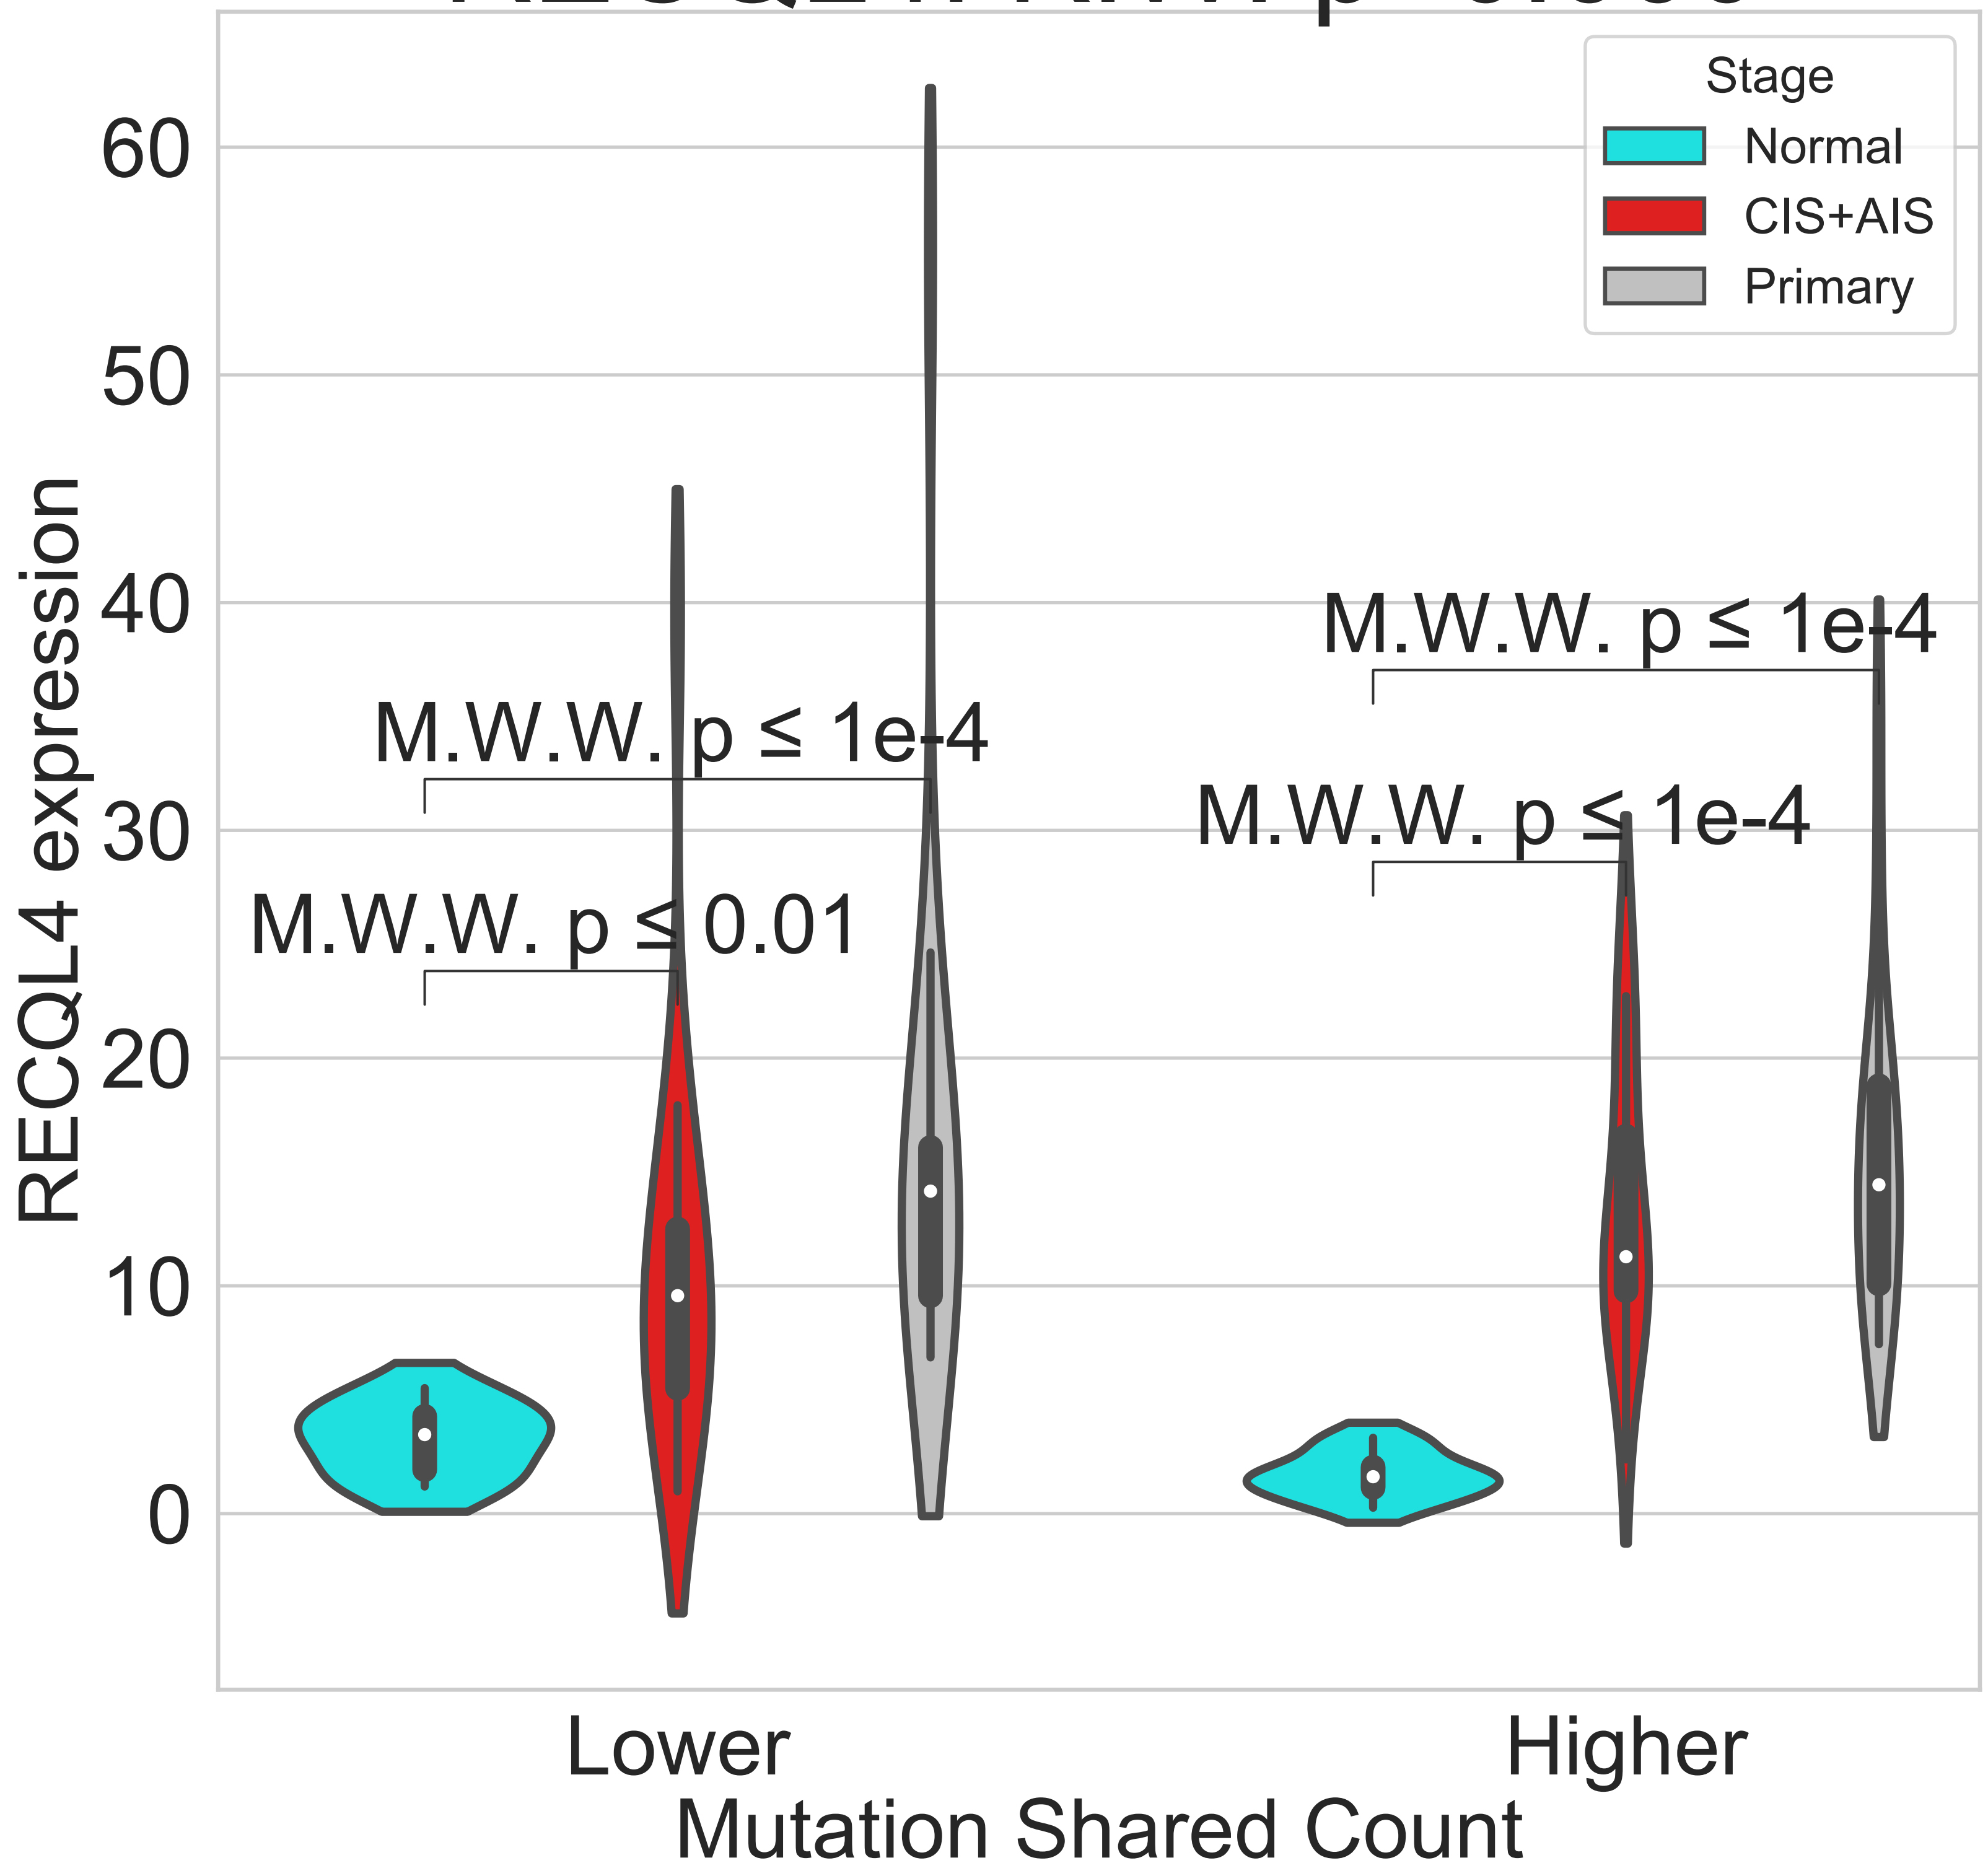 Stage
Normal
CIS+AIS
Primary
60
50
40
30
20
10
0
RECQL4 expression
M.W.W. p ≤ 1e-4
M.W.W. p ≤ 1e-4
M.W.W. p ≤ 1e-4
M.W.W. p ≤ 0.01
Lower
Higher
Mutation Shared Count